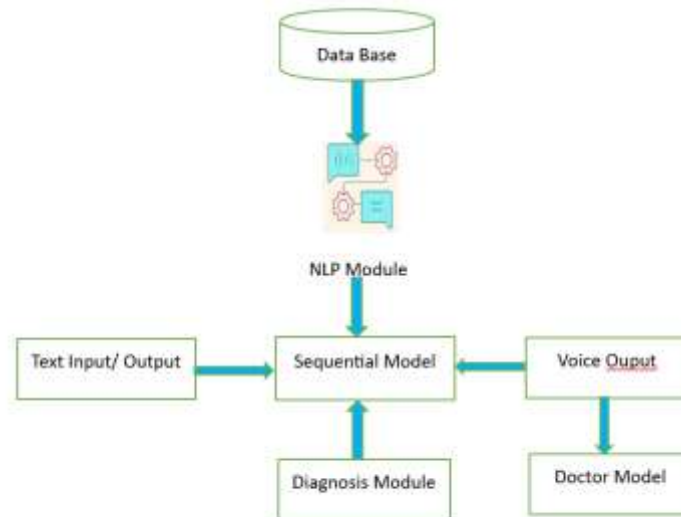 Data Base
NLP Module
Text Input/ Output
Sequential Model
Voice Ouput
Diagnosis Module
Doctor Model